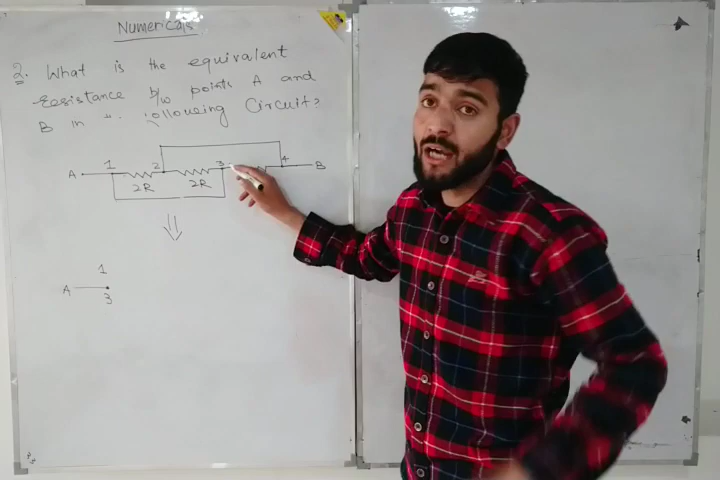 Numericals
2. What is the equivalent
resistance b/w points A and
B in following Circuit?
A 1 2 3 4 B
2R 2R
1
A
3